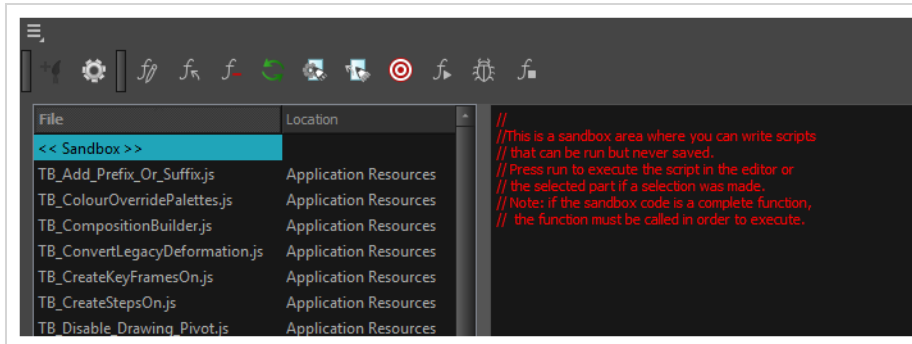 File Location
<< Sandbox >>
TB_Add_Prefix_Or_Suffix.js Application Resources
TB_ColourOverridePalettes.js Application Resources
TB_CompositionBuilder.js Application Resources
TB_ConvertLegacyDeformation.js Application Resources
TB_CreateKeyFramesOn.js Application Resources
TB_CreateStepsOn.js Application Resources
TB_Disable_Drawing_Pivot.js Application Resources
//
//This is a sandbox area where you can write scripts
// that can be run but never saved.
// Press run to execute the script in the editor or
// the selected part if a selection was made.
// Note: if the sandbox code is a complete function,
// the function must be called in order to execute.